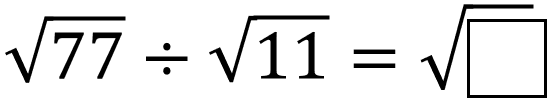 √77 ÷ √11 = √□